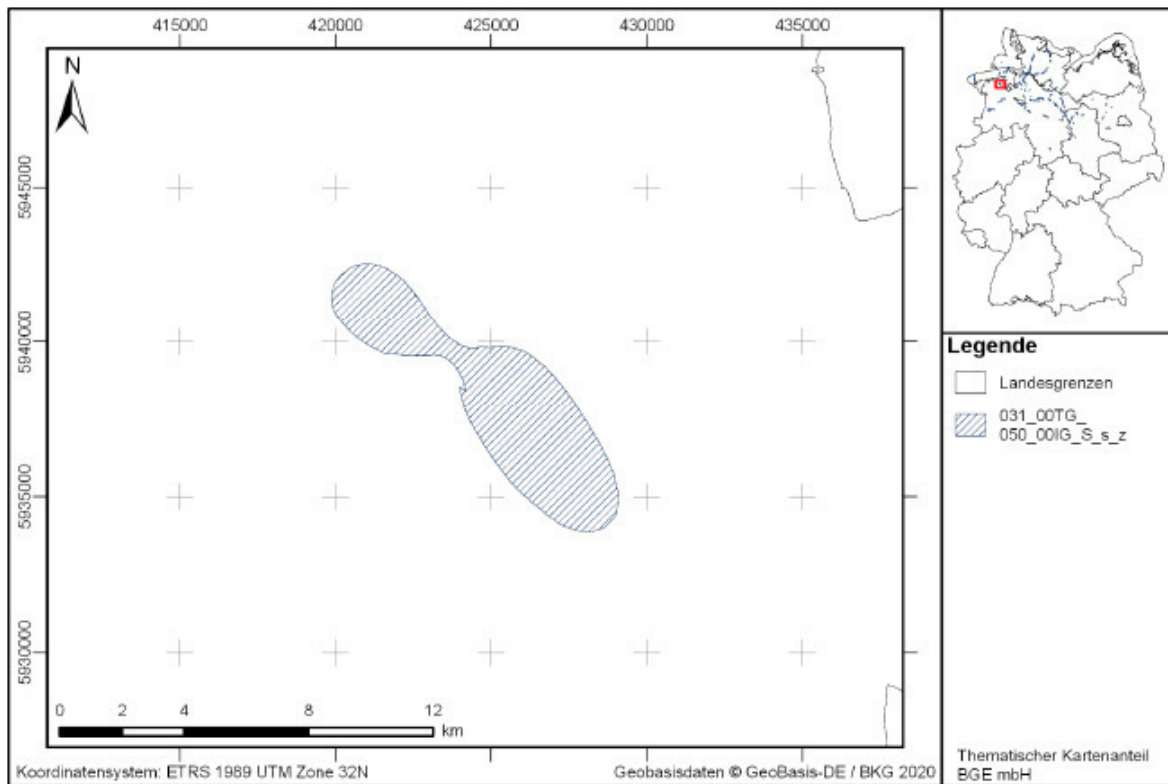 415000 420000 425000 430000 435000
N
5945000
5940000
5935000
5930000
0 2 4 8 12
km
Koordinatensystem: ETRS 1989 UTM Zone 32N
Geobasisdaten © GeoBasis-DE / BKG 2020
Legende
Landesgrenzen
031_00TG_
050_00IG_S_s_z
Thematischer Kartenanteil
BGE mbH